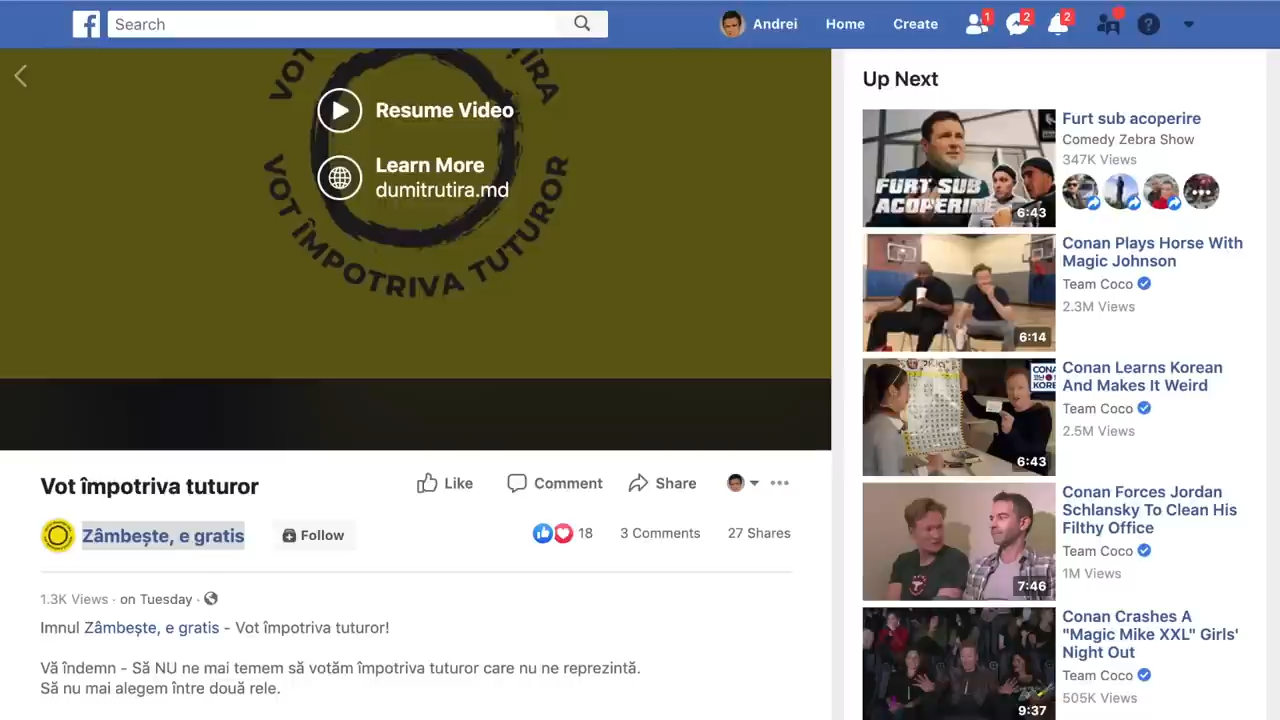 Search
Andrei
Home
Create
1
2
2
VOT
ȚÎRA
VOT ÎMPOTRIVA TUTUROR
Resume Video
Learn More
dumitrutira.md
Vot împotriva tuturor
Like
Comment
Share
Zâmbește, e gratis
Follow
18
3 Comments
27 Shares
1.3K Views · on Tuesday ·
Imnul Zâmbește, e gratis - Vot împotriva tuturor!
Vă îndemn - Să NU ne mai temem să votăm împotriva tuturor care nu ne reprezintă.
Să nu mai alegem între două rele.
Up Next
FURT SUB
ACOPERIRE
6:43
Furt sub acoperire
Comedy Zebra Show
347K Views
6:14
Conan Plays Horse With
Magic Johnson
Team Coco
2.3M Views
6:43
Conan Learns Korean
And Makes It Weird
Team Coco
2.5M Views
7:46
Conan Forces Jordan
Schlansky To Clean His
Filthy Office
Team Coco
1M Views
9:37
Conan Crashes A
"Magic Mike XXL" Girls'
Night Out
Team Coco
505K Views